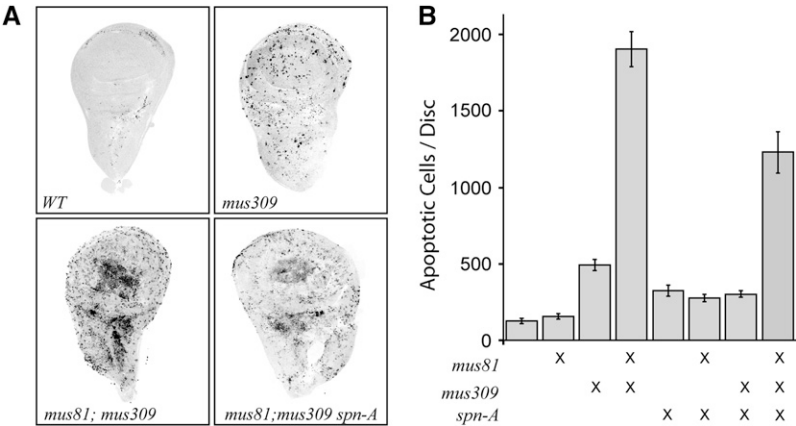 A
WT
mus309
mus81; mus309
mus81;mus309 spn-A
B
Apoptotic Cells / Disc
2000
1500
1000
500
0
mus81 X X X X
mus309 X X X X
spn-A X X X X